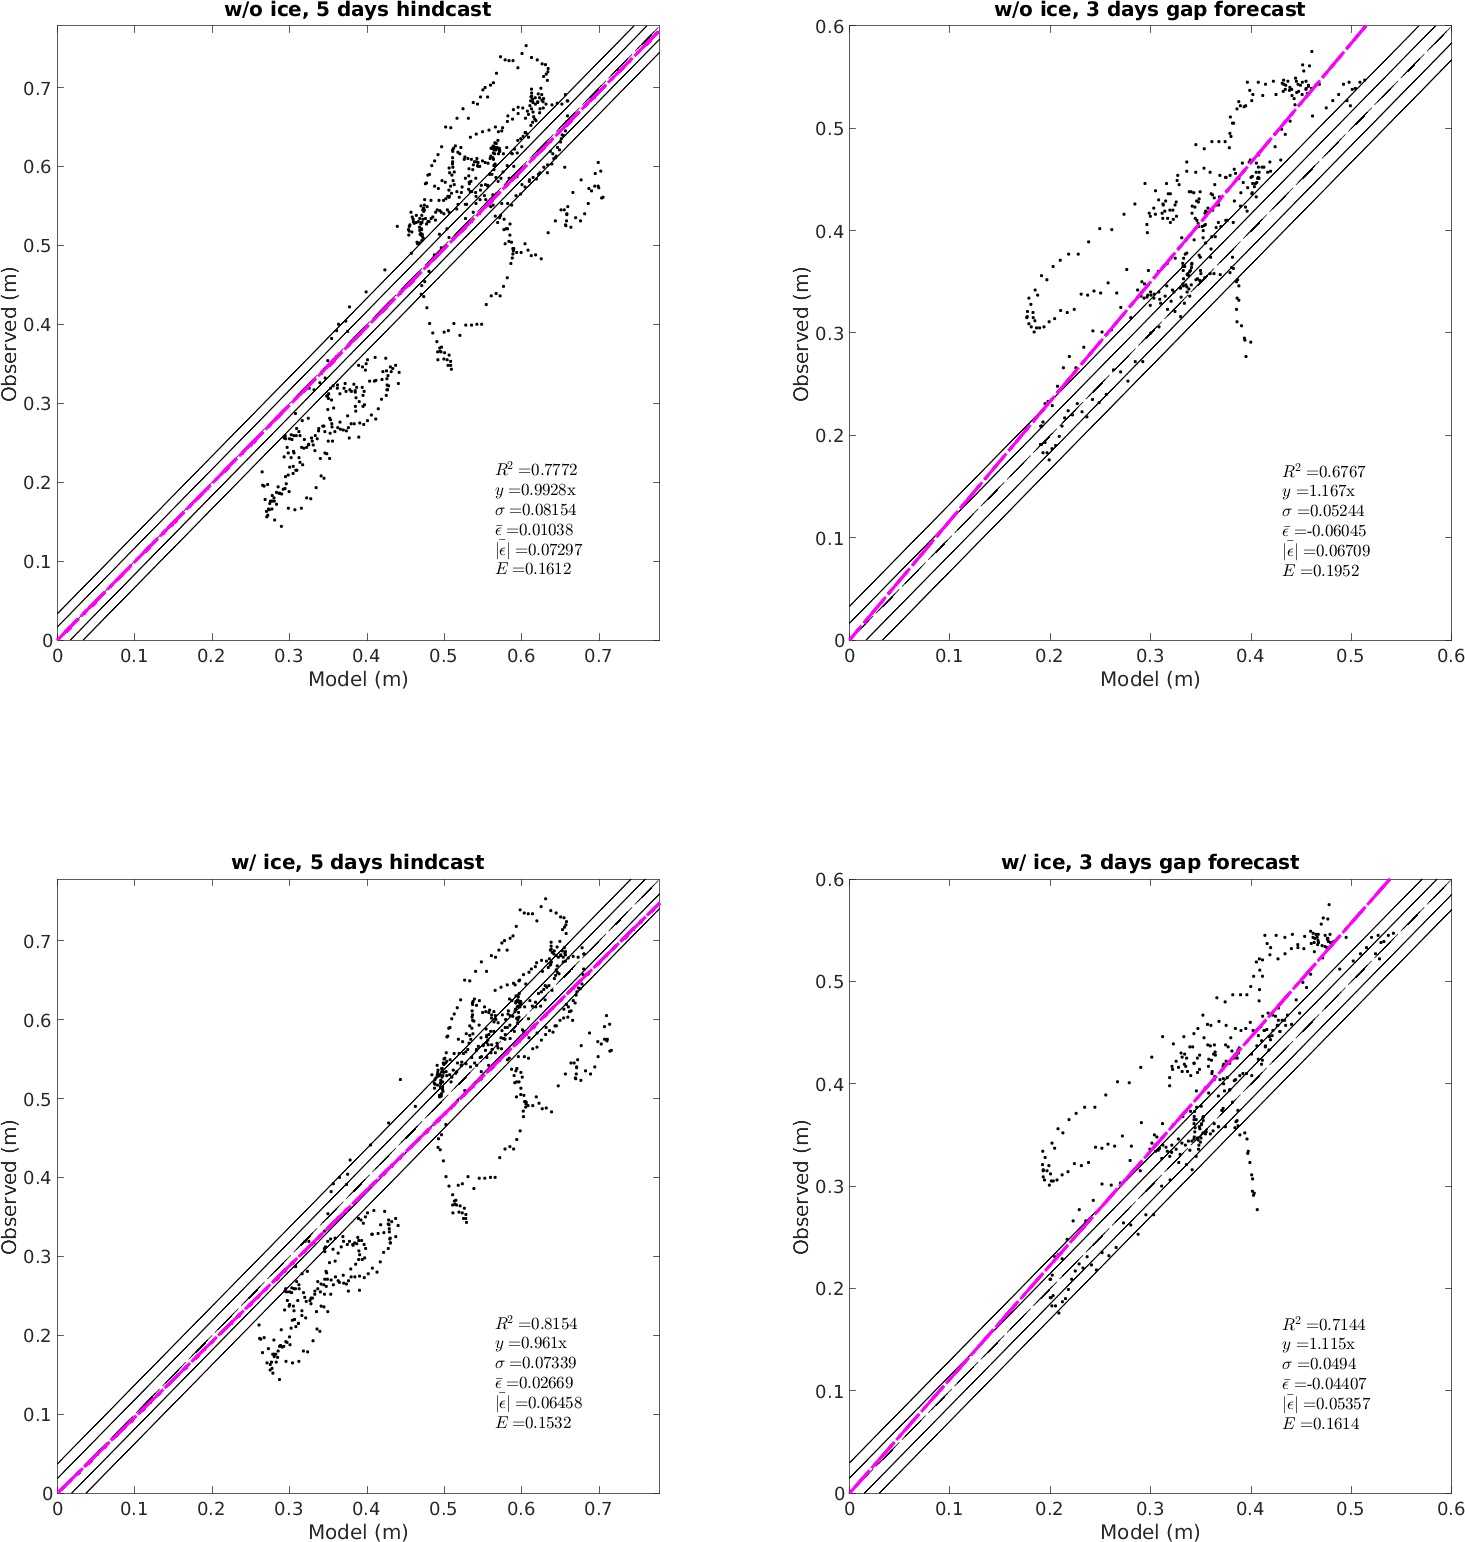 w/o ice, 5 days hindcast
0.7
0.6
0.5
0.4
0.3
0.2
0.1
0
Observed (m)
R² =0.7772
y =0.9928x
σ =0.08154
ϵ̄ =0.01038
|ϵ̄| =0.07297
E =0.1612
0 0.1 0.2 0.3 0.4 0.5 0.6 0.7
Model (m)
w/o ice, 3 days gap forecast
0.6
0.5
0.4
0.3
0.2
0.1
0
Observed (m)
R² =0.6767
y =1.167x
σ =0.05244
ϵ̄ =-0.06045
|ϵ̄| =0.06709
E =0.1952
0 0.1 0.2 0.3 0.4 0.5 0.6
Model (m)
w/ ice, 5 days hindcast
0.7
0.6
0.5
0.4
0.3
0.2
0.1
0
Observed (m)
R² =0.8154
y =0.961x
σ =0.07339
ϵ̄ =0.02669
|ϵ̄| =0.06458
E =0.1532
0 0.1 0.2 0.3 0.4 0.5 0.6 0.7
Model (m)
w/ ice, 3 days gap forecast
0.6
0.5
0.4
0.3
0.2
0.1
0
Observed (m)
R² =0.7144
y =1.115x
σ =0.0494
ϵ̄ =-0.04407
|ϵ̄| =0.05357
E =0.1614
0 0.1 0.2 0.3 0.4 0.5 0.6
Model (m)